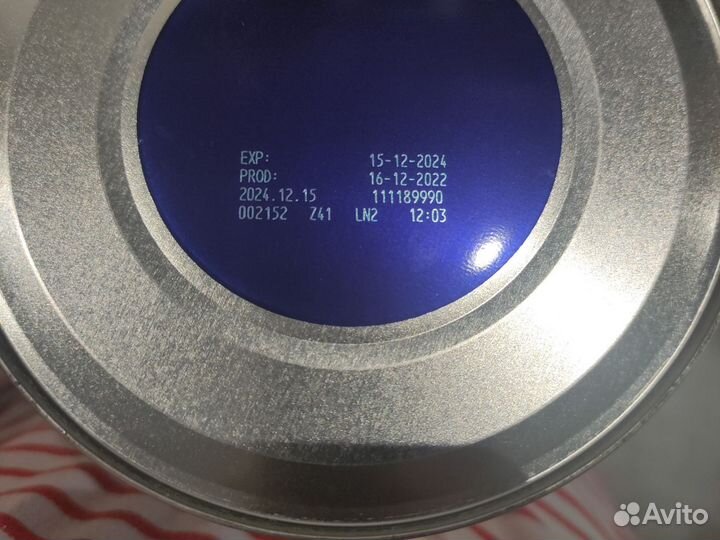 EXP: 15-12-2024
PROD: 16-12-2022
2024.12.15 111189990
002152 Z41 LN2 12:03
Avito